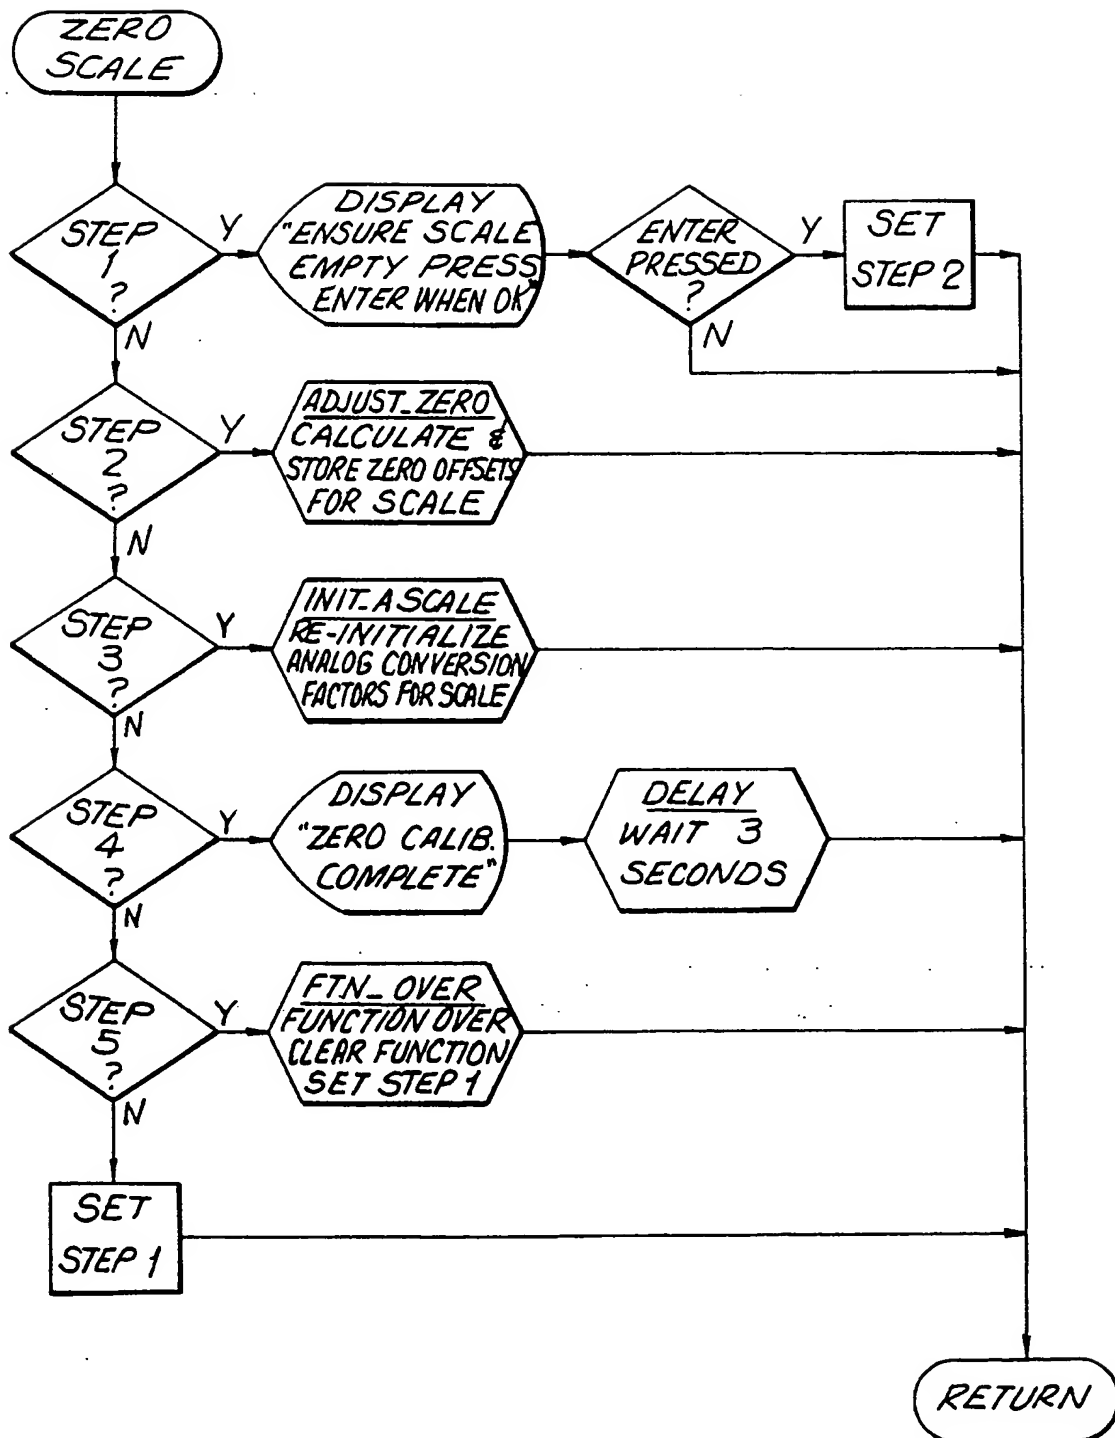 ZERO
SCALE
STEP
1
?
Y
N
DISPLAY
"ENSURE SCALE
EMPTY PRESS
ENTER WHEN OK"
ENTER
PRESSED
?
Y
N
SET
STEP 2
STEP
2
?
Y
N
ADJUST_ZERO
CALCULATE &
STORE ZERO OFFSETS
FOR SCALE
STEP
3
?
Y
N
INIT_ASCALE
RE-INITIALIZE
ANALOG CONVERSION
FACTORS FOR SCALE
STEP
4
?
Y
N
DISPLAY
"ZERO CALIB.
COMPLETE"
DELAY
WAIT 3
SECONDS
STEP
5
?
Y
N
FTN_OVER
FUNCTION OVER
CLEAR FUNCTION
SET STEP 1
SET
STEP 1
RETURN